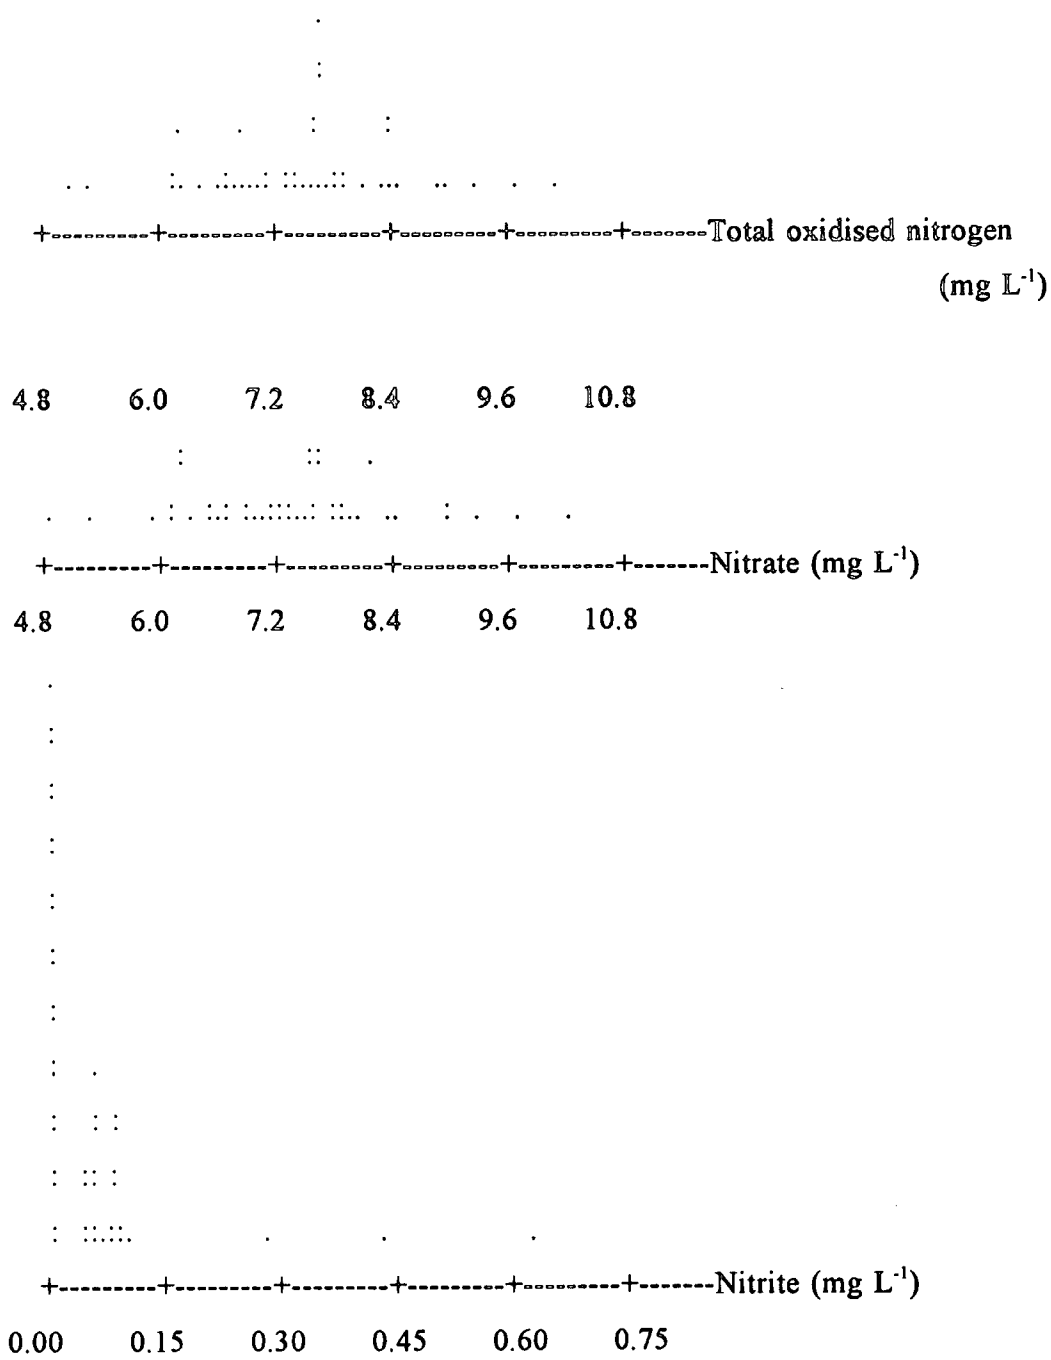 Total oxidised nitrogen
(mg L⁻¹)
4.8 6.0 7.2 8.4 9.6 10.8
Nitrate (mg L⁻¹)
4.8 6.0 7.2 8.4 9.6 10.8
Nitrite (mg L⁻¹)
0.00 0.15 0.30 0.45 0.60 0.75